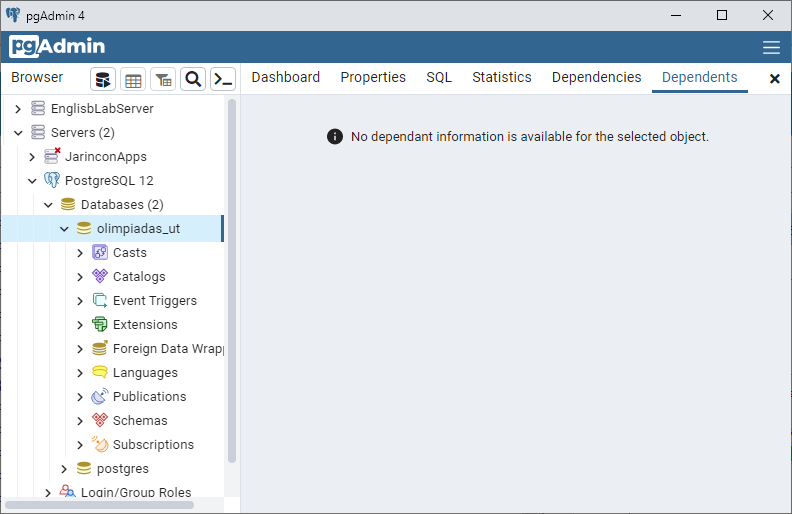 pgAdmin 4
pgAdmin
Browser
Dashboard Properties SQL Statistics Dependencies Dependents
EnglisbLabServer
Servers (2)
JarinconApps
PostgreSQL 12
Databases (2)
olimpiadas_ut
Casts
Catalogs
Event Triggers
Extensions
Foreign Data Wrapp
Languages
Publications
Schemas
Subscriptions
postgres
Login/Group Roles
No dependant information is available for the selected object.